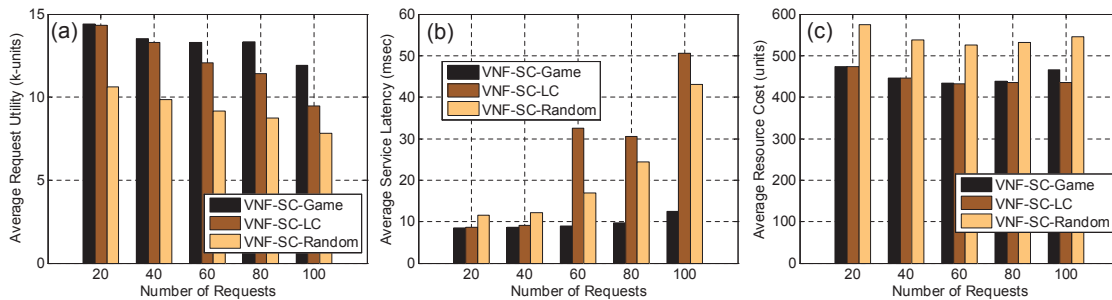 (a)
Average Request Utility (k-units)
15
10
5
0
VNF-SC-Game
VNF-SC-LC
VNF-SC-Random
20 40 60 80 100
Number of Requests
(b)
Average Service Latency (msec)
60
50
40
30
20
10
0
VNF-SC-Game
VNF-SC-LC
VNF-SC-Random
20 40 60 80 100
Number of Requests
(c)
Average Resource Cost (units)
600
500
400
300
200
100
0
VNF-SC-Game
VNF-SC-LC
VNF-SC-Random
20 40 60 80 100
Number of Requests